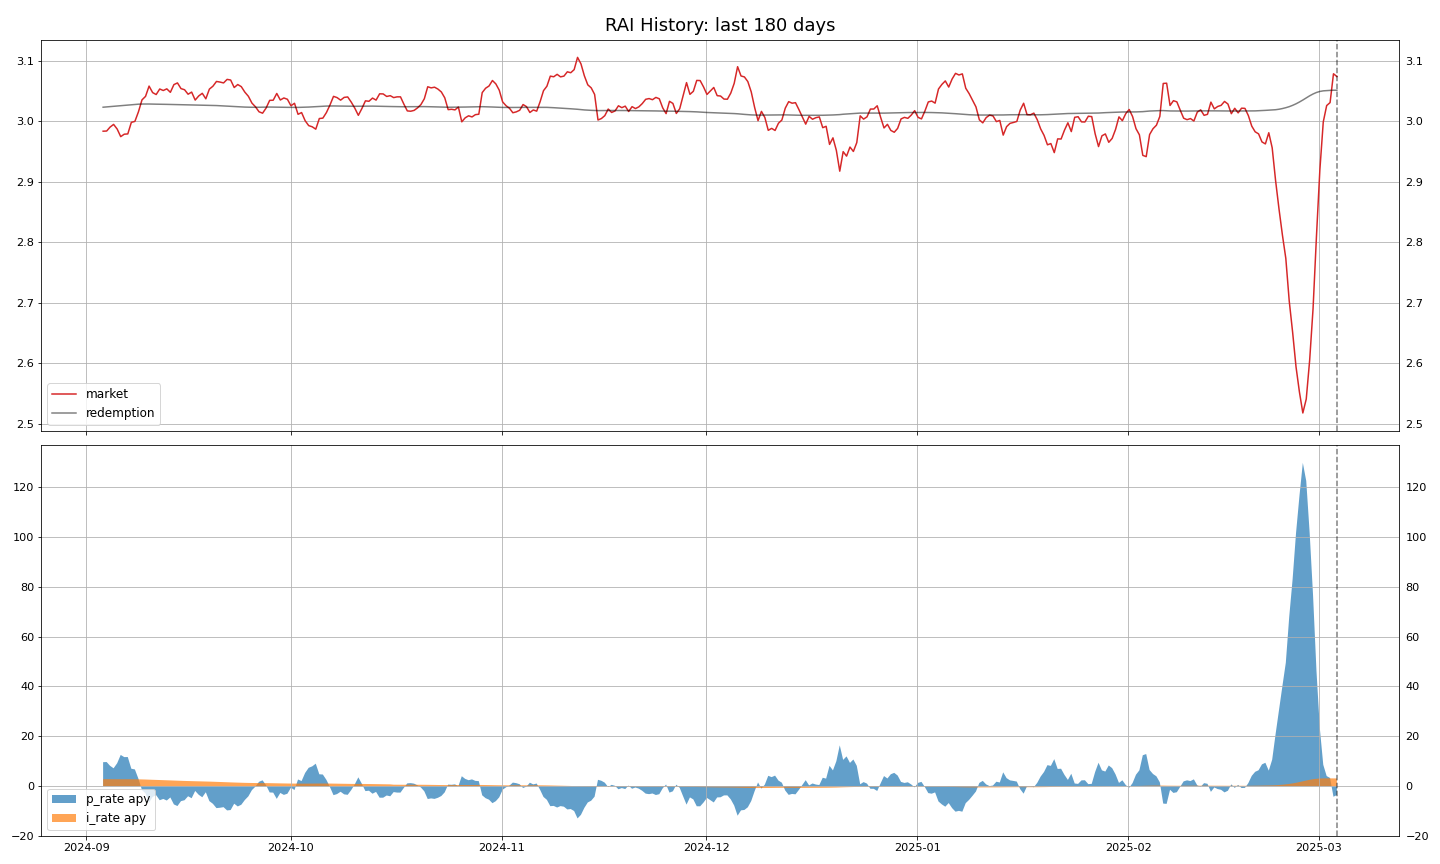 RAI History: last 180 days
3.1 3.1
3.0 3.0
2.9 2.9
2.8 2.8
2.7 2.7
2.6 2.6
market
redemption
2.5 2.5
120 120
100 100
80 80
60 60
40 40
20 20
0 0
p_rate apy
i_rate apy
−20 −20
2024-09 2024-10 2024-11 2024-12 2025-01 2025-02 2025-03